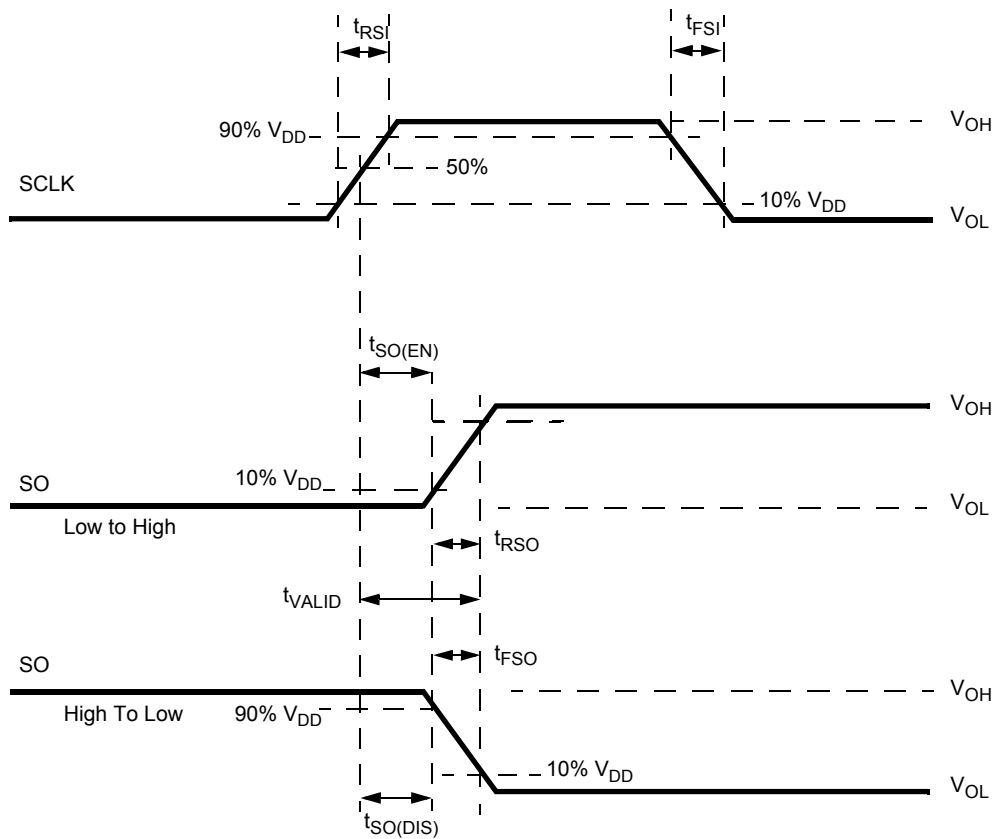 tRSI
tFSI
90% VDD
VOH
50%
SCLK
10% VDD
VOL
tSO(EN)
VOH
10% VDD
SO
VOL
Low to High
tRSO
tVALID
tFSO
SO
VOH
High To Low
90% VDD
10% VDD
VOL
tSO(DIS)